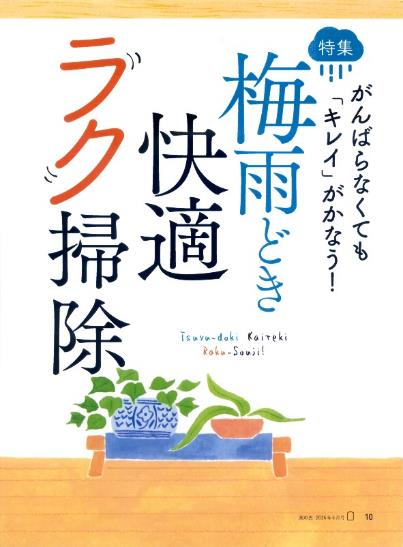 特集
がんばらなくても
「キレイ」がかなう!
梅雨どき
快適
ラク掃除
Tsuyu-doki Kaiteki
Raku-Souji!
10